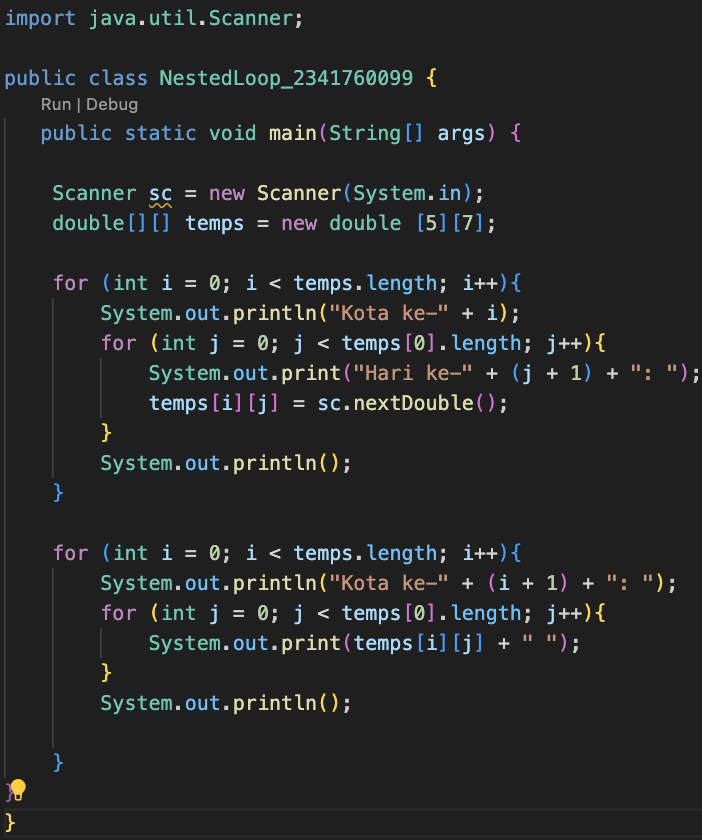 import java.util.Scanner;
public class NestedLoop_2341760099 {
Run | Debug
public static void main(String[] args) {
Scanner sc = new Scanner(System.in);
double[][] temps = new double [5][7];
for (int i = 0; i < temps.length; i++){
System.out.println("Kota ke-" + i);
for (int j = 0; j < temps[0].length; j++){
System.out.print("Hari ke-" + (j + 1) + ": ");
temps[i][j] = sc.nextDouble();
}
System.out.println();
}
for (int i = 0; i < temps.length; i++){
System.out.println("Kota ke-" + (i + 1) + ": ");
for (int j = 0; j < temps[0].length; j++){
System.out.print(temps[i][j] + " ");
}
System.out.println();
}
}
}